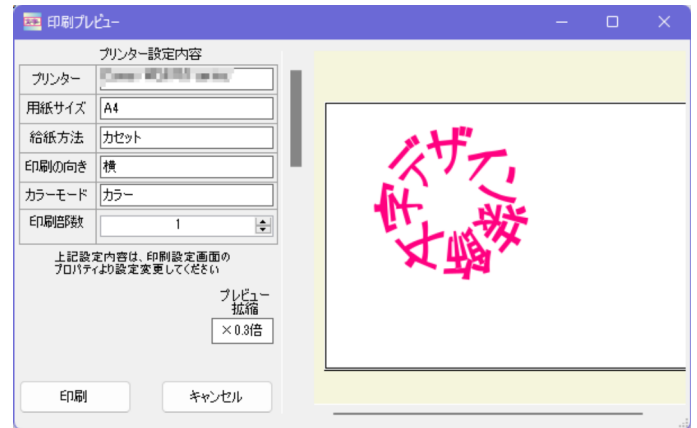 印刷プレビュー
プリンター設定内容
プリンター
用紙サイズ A4
給紙方法 カセット
印刷の向き 横
カラーモード カラー
印刷部数 1
上記設定内容は、印刷設定画面の
プロパティより設定変更してください
プレビュー
拡縮
×0.3倍
印刷 キャンセル
文字デザイン装飾